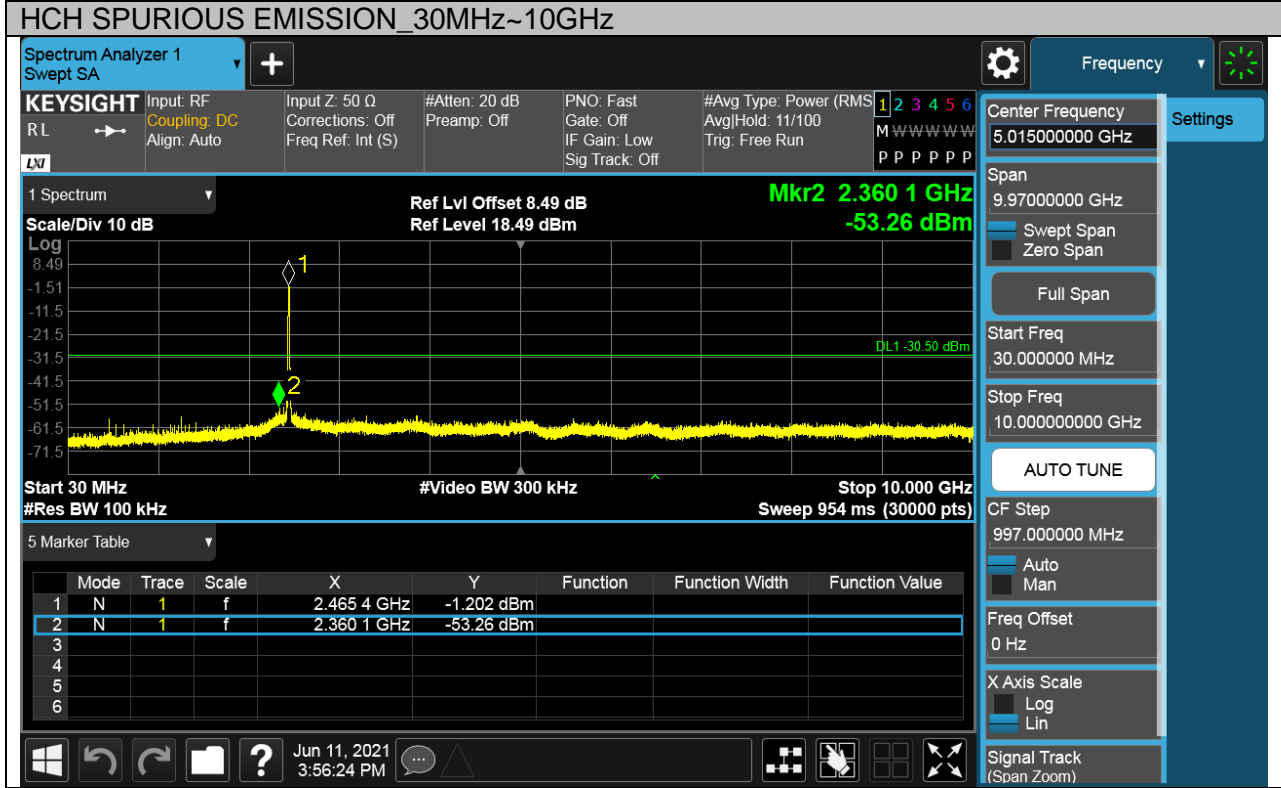 HCH SPURIOUS EMISSION_30MHz~10GHz
Spectrum Analyzer 1
Swept SA
+
Frequency
KEYSIGHT
RL
LXI
Input: RF
Coupling: DC
Align: Auto
Input Z: 50 Ω
Corrections: Off
Freq Ref: Int (S)
#Atten: 20 dB
Preamp: Off
PNO: Fast
Gate: Off
IF Gain: Low
Sig Track: Off
#Avg Type: Power (RMS
Avg|Hold: 11/100
Trig: Free Run
1 2 3 4 5 6
M W W W W W
P P P P P P
Settings
Center Frequency
5.015000000 GHz
Span
9.97000000 GHz
Swept Span
Zero Span
Full Span
Start Freq
30.000000 MHz
Stop Freq
10.000000000 GHz
AUTO TUNE
CF Step
997.000000 MHz
Auto
Man
Freq Offset
0 Hz
X Axis Scale
Log
Lin
Signal Track
(Span Zoom)
1 Spectrum
Scale/Div 10 dB
Ref Lvl Offset 8.49 dB
Ref Level 18.49 dBm
Mkr2 2.360 1 GHz
-53.26 dBm
Log
8.49
-1.51
-11.5
-21.5
-31.5
-41.5
-51.5
-61.5
-71.5
1
2
DL1 -30.50 dBm
Start 30 MHz
#Video BW 300 kHz
Stop 10.000 GHz
#Res BW 100 kHz
Sweep 954 ms (30000 pts)
5 Marker Table
Mode Trace Scale X Y Function Function Width Function Value
1 N 1 f 2.465 4 GHz -1.202 dBm
2 N 1 f 2.360 1 GHz -53.26 dBm
3
4
5
6
?
Jun 11, 2021
3:56:24 PM